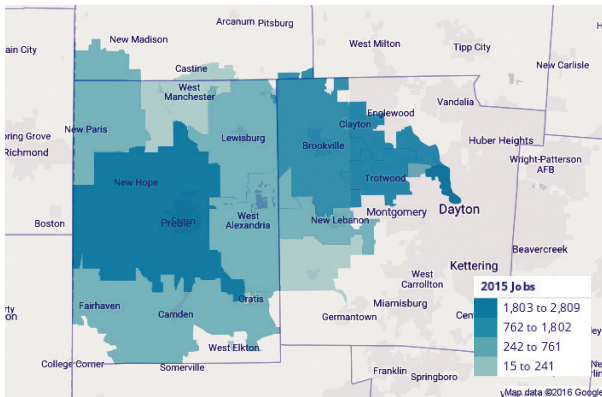 Arcanum Pitsburg
ain City
New Madison
West Milton
Tipp City
New Carlisle
Castine
West
Manchester
Englewood
Vandalia
Clayton
New Paris
Lewisburg
Brookville
Huber Heights
ring Grove
Richmond
Wright-Patterson
AFB
New Hope
Trotwood
Boston
Preble
West
Alexandria
New Lebanon
Montgomery
Dayton
Beavercreek
Kettering
West
Carrollton
Fairhaven
Camden
Gratis
Germantown
Miamisburg
Cen
West Elkton
College Corner
Somerville
Franklin
Springboro
2015 Jobs
1,803 to 2,809
762 to 1,802
242 to 761
15 to 241
Map data ©2016 Google